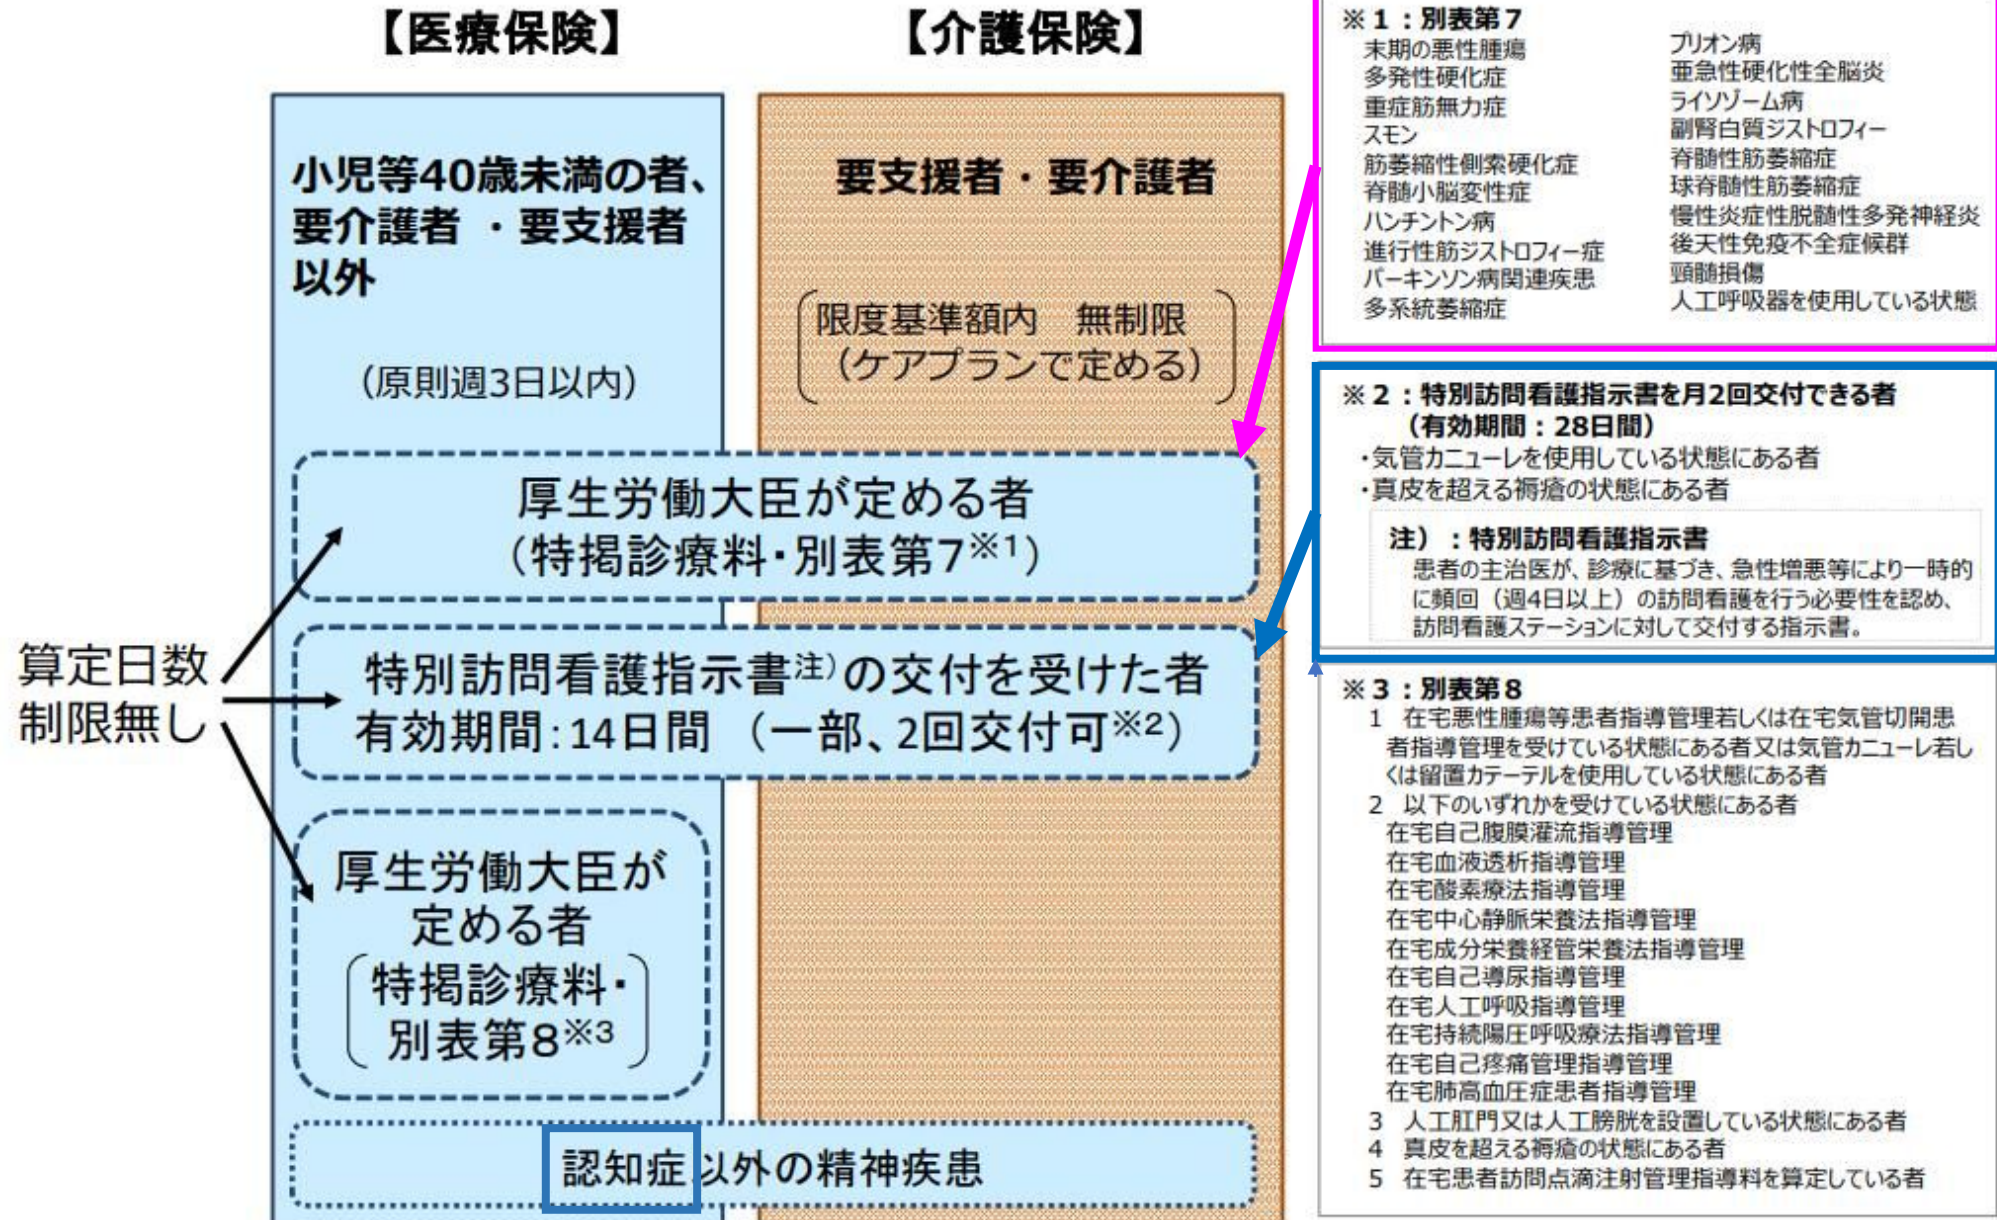 【医療保険】
【介護保険】
小児等40歳未満の者、
要介護者 ・要支援者
以外
(原則週3日以内)
要支援者・要介護者
限度基準額内　無制限
(ケアプランで定める)
厚生労働大臣が定める者
(特掲診療料・別表第7※1)
特別訪問看護指示書注)の交付を受けた者
有効期間:14日間 (一部、2回交付可※2)
算定日数
制限無し
厚生労働大臣が
定める者
特掲診療料・
別表第8※3
認知症以外の精神疾患
※1:別表第7
末期の悪性腫瘍
多発性硬化症
重症筋無力症
スモン
筋萎縮性側索硬化症
脊髄小脳変性症
ハンチントン病
進行性筋ジストロフィー症
パーキンソン病関連疾患
多系統萎縮症
プリオン病
亜急性硬化性全脳炎
ライソゾーム病
副腎白質ジストロフィー
脊髄性筋萎縮症
球脊髄性筋萎縮症
慢性炎症性脱髄性多発神経炎
後天性免疫不全症候群
頸髄損傷
人工呼吸器を使用している状態
※2:特別訪問看護指示書を月2回交付できる者
(有効期間:28日間)
・気管カニューレを使用している状態にある者
・真皮を超える褥瘡の状態にある者
注):特別訪問看護指示書
患者の主治医が、診療に基づき、急性増悪等により一時的
に頻回(週4日以上)の訪問看護を行う必要性を認め、
訪問看護ステーションに対して交付する指示書。
※3:別表第8
1　在宅悪性腫瘍等患者指導管理若しくは在宅気管切開患
者指導管理を受けている状態にある者又は気管カニューレ若し
くは留置カテーテルを使用している状態にある者
2　以下のいずれかを受けている状態にある者
在宅自己腹膜灌流指導管理
在宅血液透析指導管理
在宅酸素療法指導管理
在宅中心静脈栄養法指導管理
在宅成分栄養経管栄養法指導管理
在宅自己導尿指導管理
在宅人工呼吸指導管理
在宅持続陽圧呼吸療法指導管理
在宅自己疼痛管理指導管理
在宅肺高血圧症患者指導管理
3　人工肛門又は人工膀胱を設置している状態にある者
4　真皮を超える褥瘡の状態にある者
5　在宅患者訪問点滴注射管理指導料を算定している者